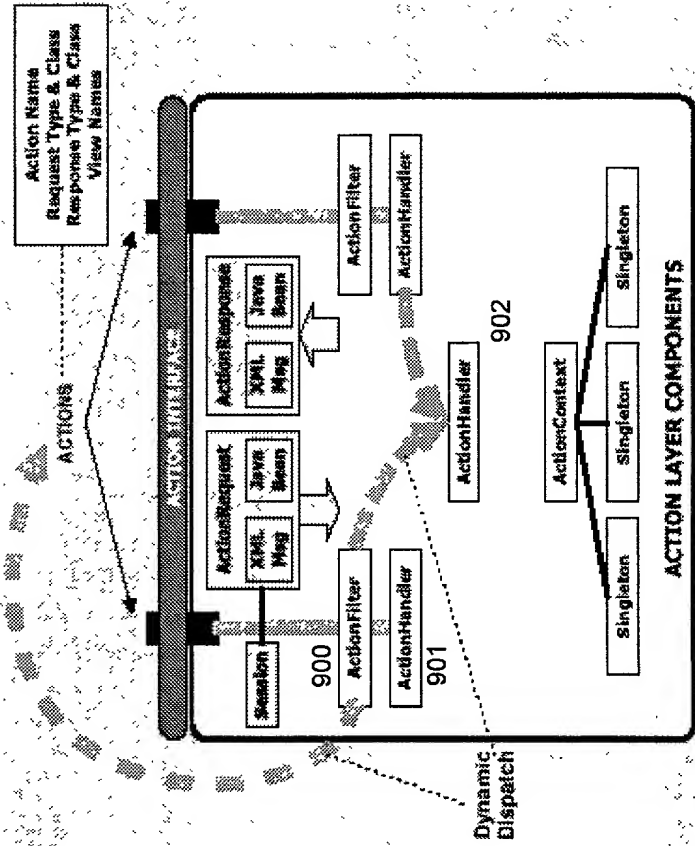 Action Name
Request Type & Class
Response Type & Class
View Names
ACTIONS
ACTION INTERFACE
Session
ActionRequest
XML
Msg
Java
Bean
ActionResponse
XML
Msg
Java
Bean
900
ActionFilter
ActionHandler
901
ActionFilter
ActionHandler
ActionHandler
902
ActionContext
Singleton
Singleton
Singleton
ACTION LAYER COMPONENTS
Dynamic
Dispatch